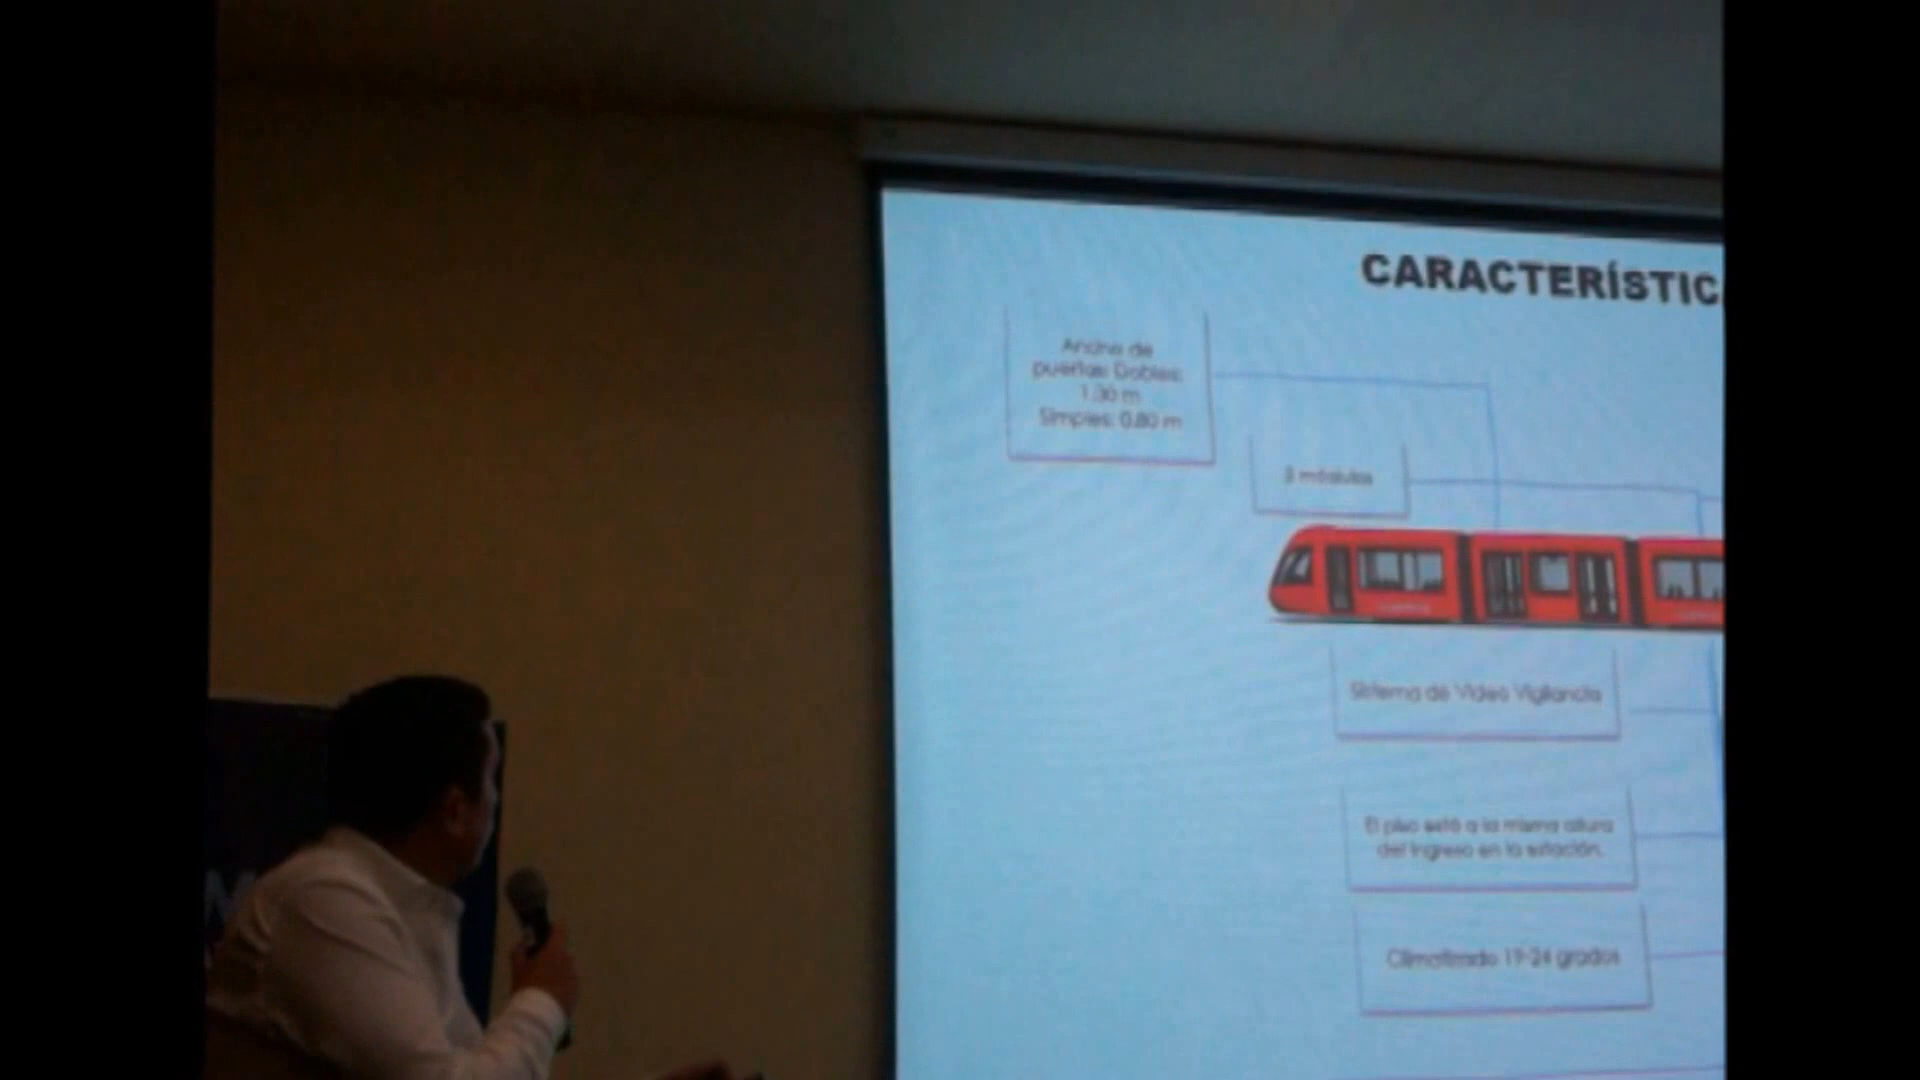 CARACTERÍSTIC
Ancho de
puertas Dobles:
1.30 m
Simples: 0.80 m
módulos
Sistema de Video Vigilancia
El piso está a la misma altura
del ingreso en la estación.
Climatizado 19-24 grados